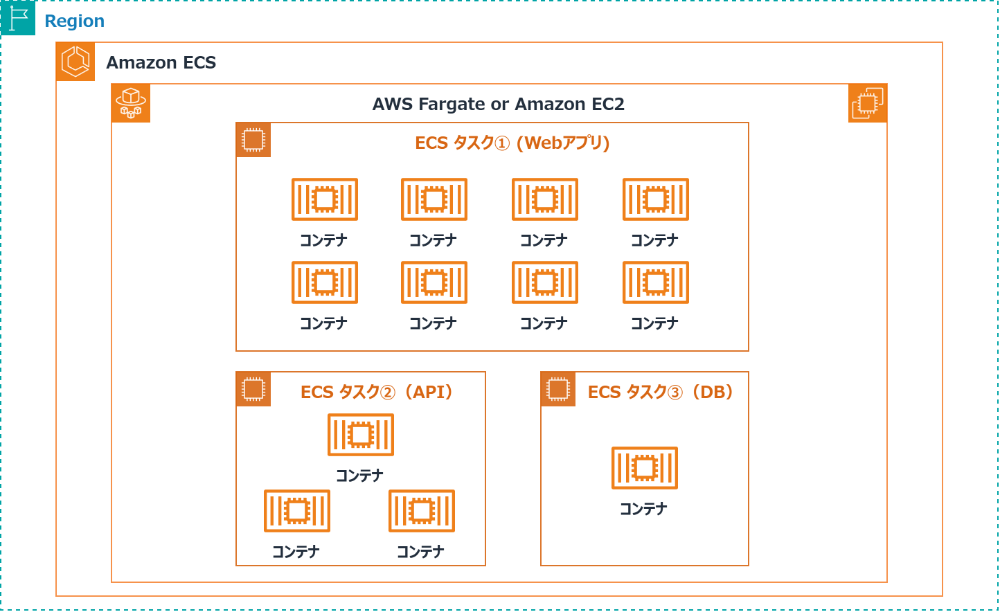 Region
Amazon ECS
AWS Fargate or Amazon EC2
ECS タスク① (Webアプリ)
コンテナ コンテナ コンテナ コンテナ
コンテナ コンテナ コンテナ コンテナ
ECS タスク②（API）
コンテナ
コンテナ コンテナ
ECS タスク③（DB）
コンテナ